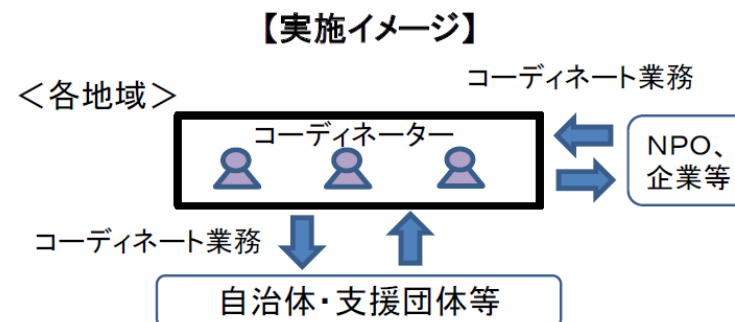 【実施イメージ】
コーディネート業務
＜各地域＞
コーディネーター
NPO、
企業等
コーディネート業務
自治体・支援団体等